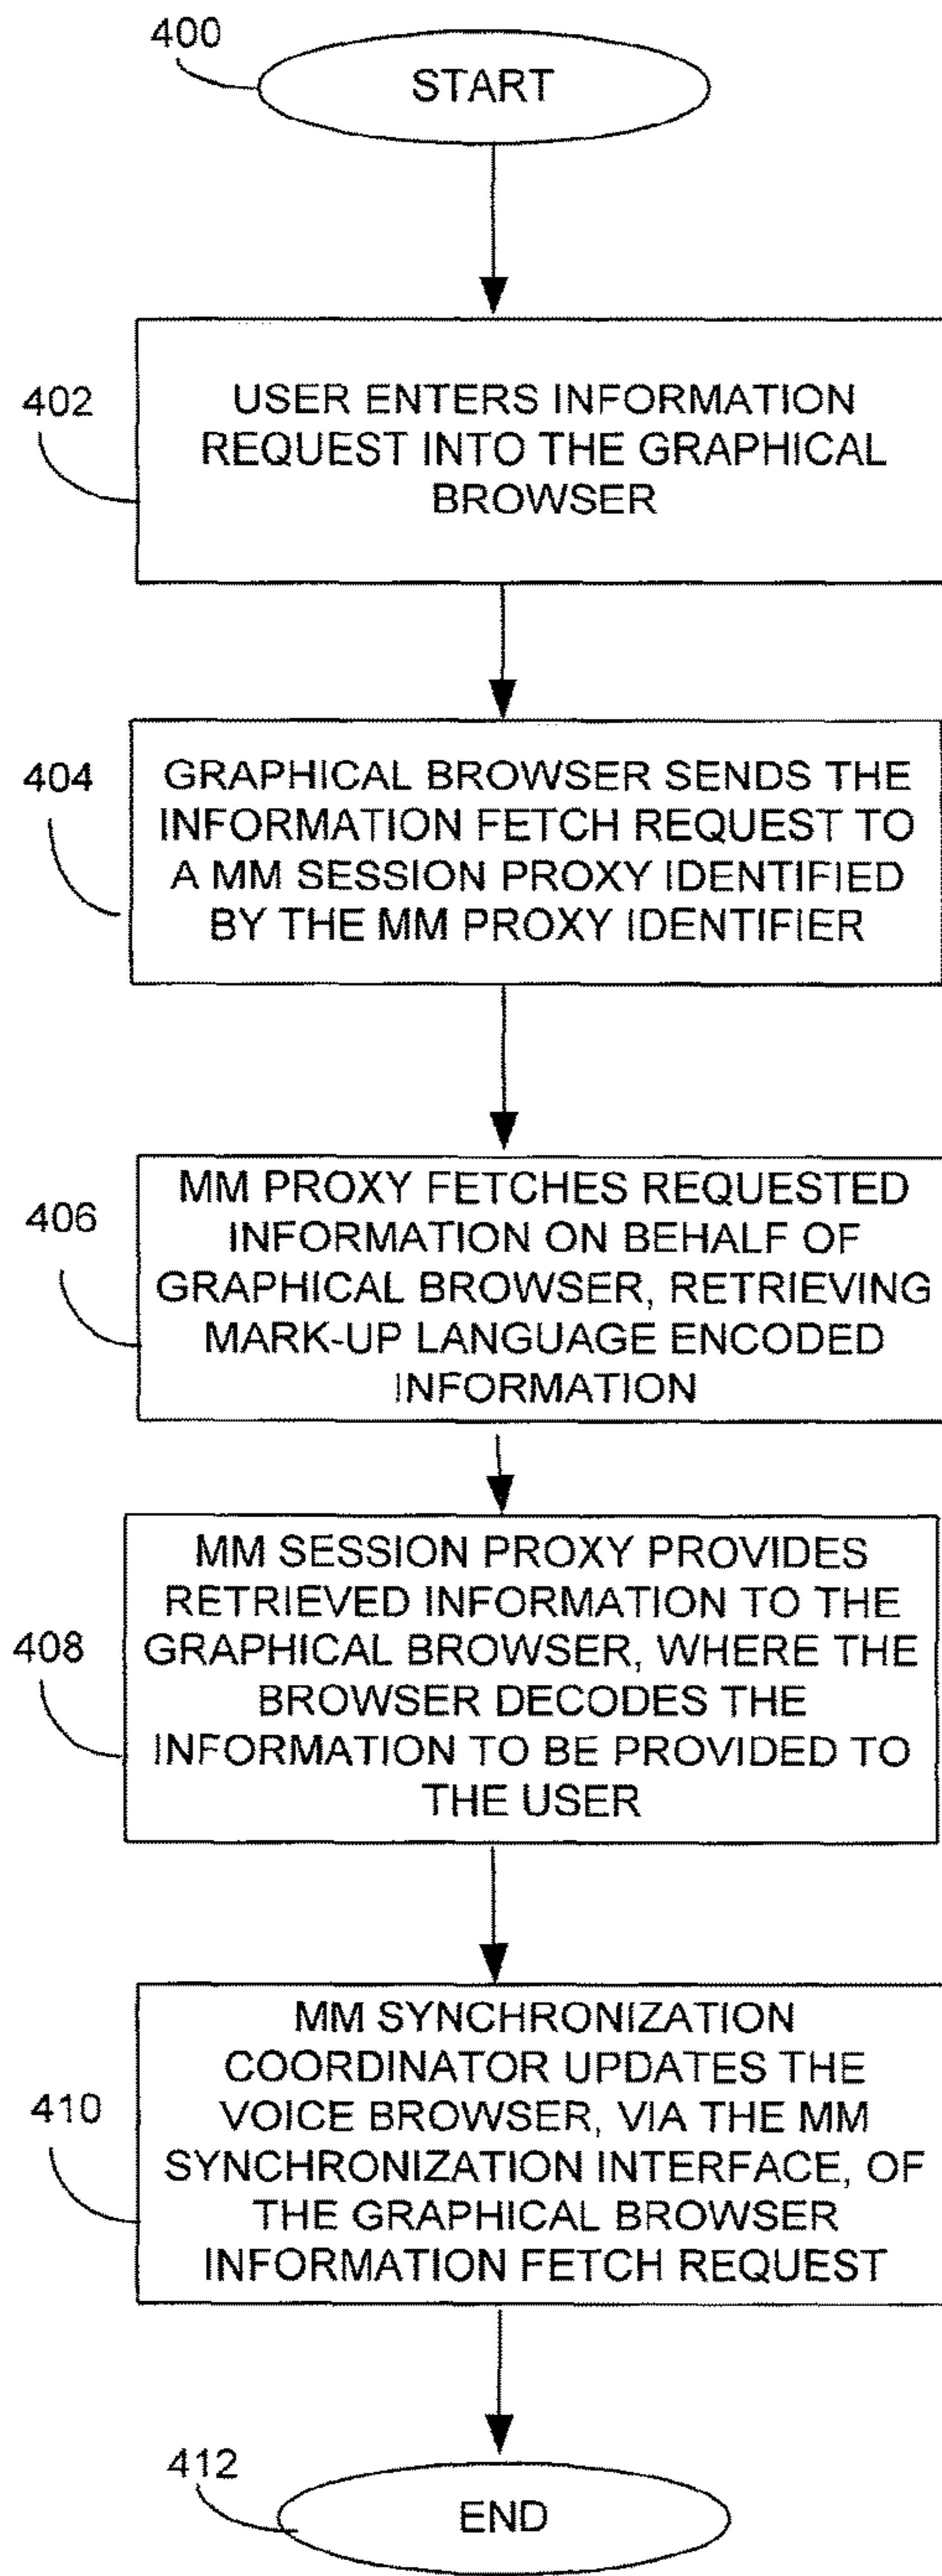 400
START
402
USER ENTERS INFORMATION
REQUEST INTO THE GRAPHICAL
BROWSER
404
GRAPHICAL BROWSER SENDS THE
INFORMATION FETCH REQUEST TO
A MM SESSION PROXY IDENTIFIED
BY THE MM PROXY IDENTIFIER
406
MM PROXY FETCHES REQUESTED
INFORMATION ON BEHALF OF
GRAPHICAL BROWSER, RETRIEVING
MARK-UP LANGUAGE ENCODED
INFORMATION
408
MM SESSION PROXY PROVIDES
RETRIEVED INFORMATION TO THE
GRAPHICAL BROWSER, WHERE THE
BROWSER DECODES THE
INFORMATION TO BE PROVIDED TO
THE USER
410
MM SYNCHRONIZATION
COORDINATOR UPDATES THE
VOICE BROWSER, VIA THE MM
SYNCHRONIZATION INTERFACE, OF
THE GRAPHICAL BROWSER
INFORMATION FETCH REQUEST
412
END